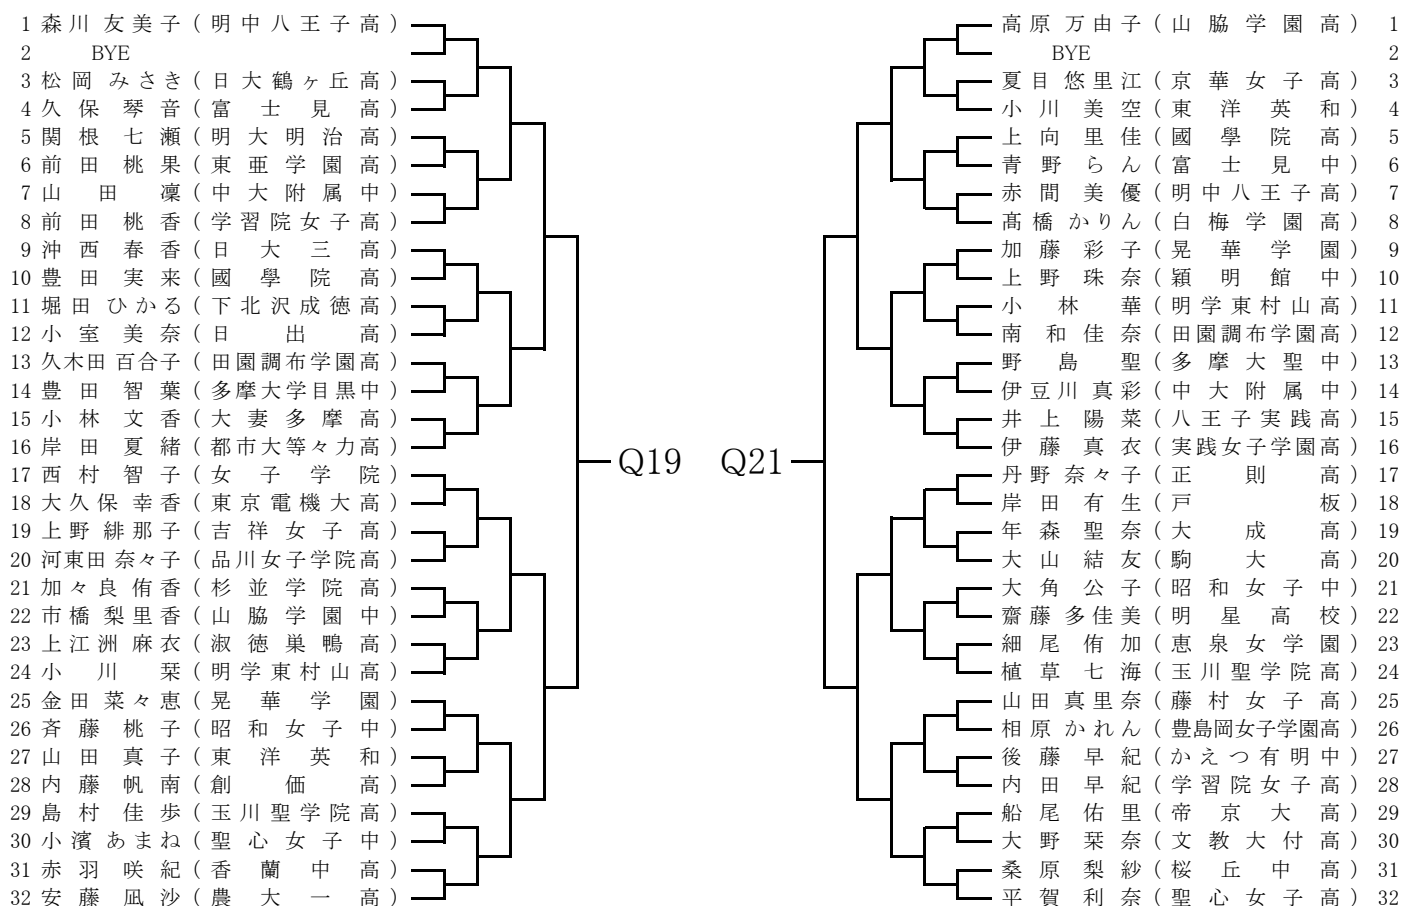 1 森川 友美子 ( 明中八王子高 )
2 BYE
3 松岡 みさき ( 日大鶴ヶ丘高 )
4 久保 琴音 ( 富士見高 )
5 関根 七瀬 ( 明大明治高 )
6 前田 桃果 ( 東亜学園高 )
7 山田 凜 ( 中大附属中 )
8 前田 桃香 ( 学習院女子高 )
9 沖西 春香 ( 日大三高 )
10 豊田 実来 ( 國學院高 )
11 堀田 ひかる ( 下北沢成徳高 )
12 小室 美奈 ( 日出高 )
13 久木田 百合子 ( 田園調布学園高 )
14 豊田 智葉 ( 多摩大学目黒中 )
15 小林 文香 ( 大妻多摩高 )
16 岸田 夏緒 ( 都市大等々力高 )
17 西村 智子 ( 女子学院 )
18 大久保 幸香 ( 東京電機大高 )
19 上野 緋那子 ( 吉祥女子高 )
20 河東田 奈々子 ( 品川女子学院高 )
21 加々良 侑香 ( 杉並学院高 )
22 市橋 梨里香 ( 山脇学園中 )
23 上江洲 麻衣 ( 淑徳巣鴨高 )
24 小川 栞 ( 明学東村山高 )
25 金田 菜々恵 ( 晃華学園 )
26 斉藤 桃子 ( 昭和女子中 )
27 山田 真子 ( 東洋英和 )
28 内藤 帆南 ( 創価高 )
29 島村 佳歩 ( 玉川聖学院高 )
30 小濱 あまね ( 聖心女子中 )
31 赤羽 咲紀 ( 香蘭中高 )
32 安藤 凪沙 ( 農大一高 )
Q19
Q21
高原 万由子 ( 山脇学園高 ) 1
BYE 2
夏目 悠里江 ( 京華女子高 ) 3
小川 美空 ( 東洋英和 ) 4
上向 里佳 ( 國學院高 ) 5
青野 らん ( 富士見中 ) 6
赤間 美優 ( 明中八王子高 ) 7
髙橋 かりん ( 白梅学園高 ) 8
加藤 彩子 ( 晃華学園 ) 9
上野 珠奈 ( 穎明館中 ) 10
小林 華 ( 明学東村山高 ) 11
南 和佳奈 ( 田園調布学園高 ) 12
野島 聖 ( 多摩大聖中 ) 13
伊豆川 真彩 ( 中大附属中 ) 14
井上 陽菜 ( 八王子実践高 ) 15
伊藤 真衣 ( 実践女子学園高 ) 16
丹野 奈々子 ( 正則高 ) 17
岸田 有生 ( 戸板 ) 18
年森 聖奈 ( 大成高 ) 19
大山 結友 ( 駒大高 ) 20
大角 公子 ( 昭和女子中 ) 21
齋藤 多佳美 ( 明星高校 ) 22
細尾 侑加 ( 恵泉女学園 ) 23
植草 七海 ( 玉川聖学院高 ) 24
山田 真里奈 ( 藤村女子高 ) 25
相原 かれん ( 豊島岡女子学園高 ) 26
後藤 早紀 ( かえつ有明中 ) 27
内田 早紀 ( 学習院女子高 ) 28
船尾 佑里 ( 帝京大高 ) 29
大野 栞奈 ( 文教大付高 ) 30
桑原 梨紗 ( 桜丘中高 ) 31
平賀 利奈 ( 聖心女子高 ) 32